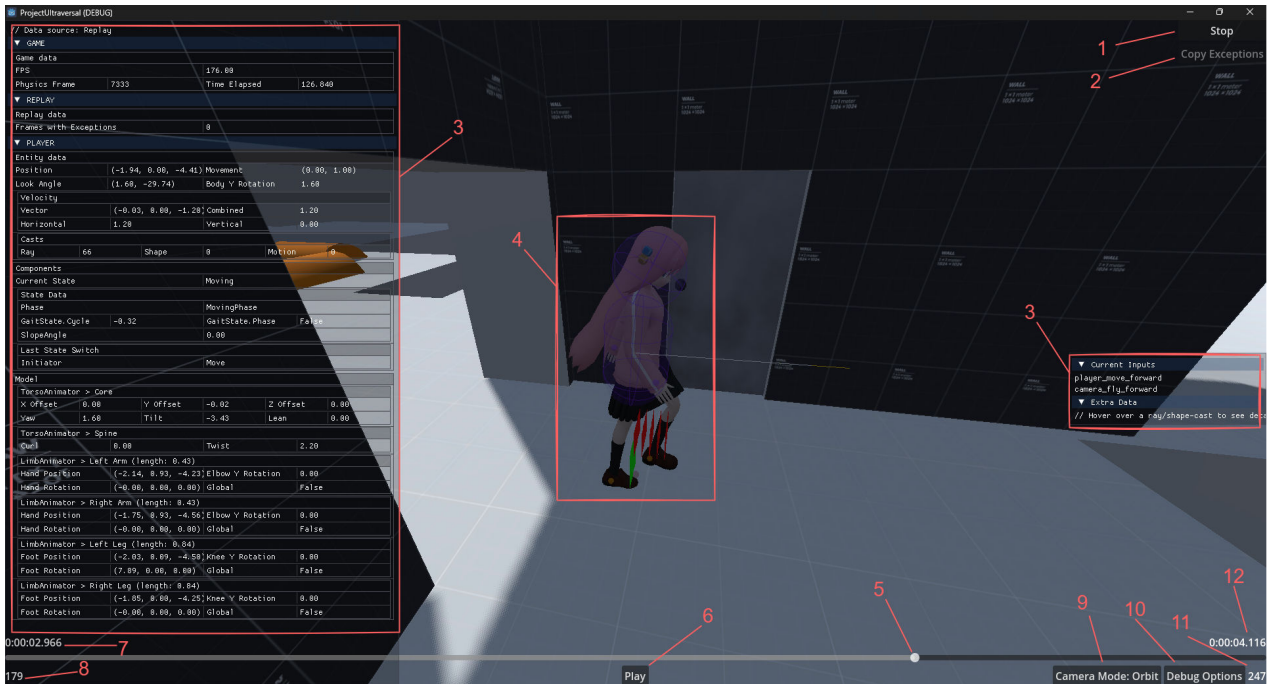 ProjectUltraversal (DEBUG)
// Data source: Replay
Stop
Copy Exceptions
1
2
▼ GAME
Game data
FPS 176.00
Physics Frame 7333 Time Elapsed 126.840
▼ REPLAY
Replay data
Frames with Exceptions 0
▼ PLAYER
3
Entity data
Position (-1.94, 0.00, -4.41) Movement (0.00, 1.00)
Look Angle (1.60, -29.74) Body Y Rotation 1.60
Velocity
Vector (-0.03, 0.00, -1.20) Combined 1.20
Horizontal 1.20 Vertical 0.00
Casts
Ray 66 Shape 0 Motion 0
4
Components
Current State Moving
State Data
Phase MovingPhase
GaitState.Cycle -0.32 GaitState.Phase False
SlopeAngle 0.00
Last State Switch
Initiator Move
Model
TorsoAnimator > Core
X Offset 0.00 Y Offset -0.02 Z Offset 0.00
Yaw 1.60 Tilt -3.43 Lean 0.00
TorsoAnimator > Spine
Curl 0.00 Twist 2.20
LimbAnimator > Left Arm (length: 0.43)
Hand Position (-2.14, 0.93, -4.23) Elbow Y Rotation 0.00
Hand Rotation (-0.00, 0.00, 0.00) Global False
LimbAnimator > Right Arm (length: 0.43)
Hand Position (-1.75, 0.93, -4.56) Elbow Y Rotation 0.00
Hand Rotation (-0.00, 0.00, 0.00) Global False
LimbAnimator > Left Leg (length: 0.84)
Foot Position (-2.03, 0.09, -4.50) Knee Y Rotation 0.00
Foot Rotation (7.89, 0.00, 0.00) Global False
LimbAnimator > Right Leg (length: 0.84)
Foot Position (-1.85, 0.00, -4.25) Knee Y Rotation 0.00
Foot Rotation (-0.00, 0.00, 0.00) Global False
WALL
WALL
WALL
WALL
WALL
3
▼ Current Inputs
player_move_forward
camera_fly_forward
▼ Extra Data
// Hover over a ray/shape-cast to see
0:00:02.966
7
8
179
5
6
Play
9
10
11
12
0:00:04.116
Camera Mode: Orbit
Debug Options
247